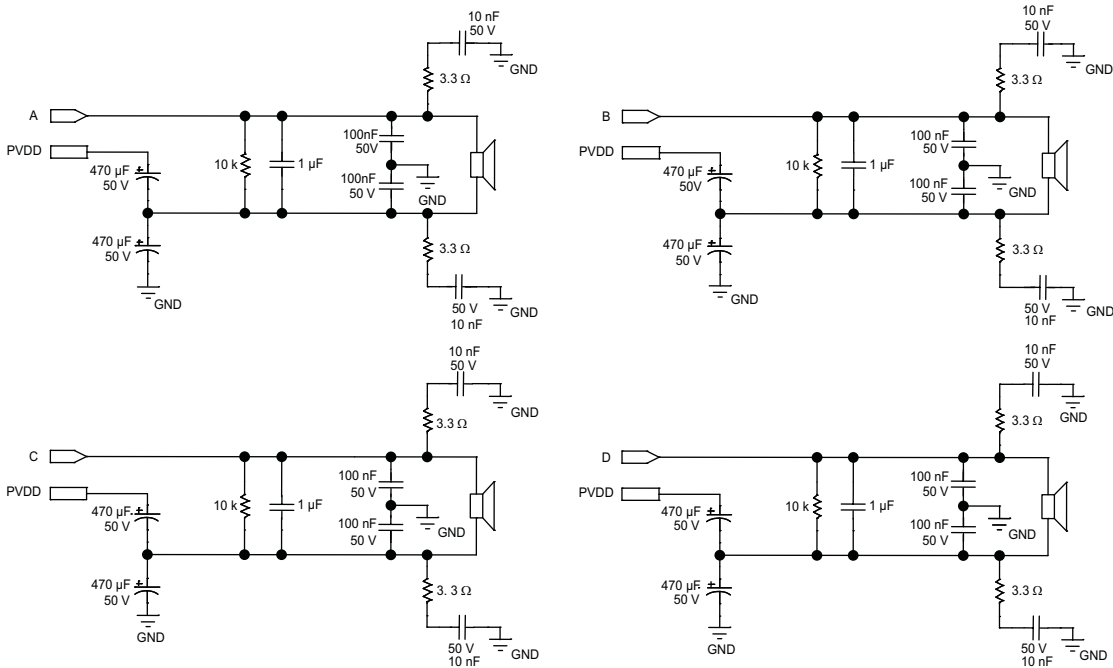 10 nF
50 V
GND
3.3 Ω
A
PVDD
470 µF
50 V
10 k
1 µF
100nF
50V
100nF
50 V
GND
470 µF
50 V
GND
3.3 Ω
50 V
10 nF
GND
10 nF
50 V
GND
3.3 Ω
B
PVDD
470 µF
50V
10 k
1 µF
100 nF
50 V
100 nF
50 V
GND
470 µF
50 V
GND
3.3 Ω
50 V
10 nF
GND
10 nF
50 V
GND
3.3 Ω
C
PVDD
470 µF
50 V
10 k
1 µF
100 nF
50 V
100 nF
50 V
GND
470 µF
50 V
GND
3. 3 Ω
50 V
10 nF
GND
10 nF
50 V
GND
3.3 Ω
D
PVDD
470 µF
50 V
10 k
1 µF
100 nF
50 V
100 nF
50 V
GND
470 µF
50 V
GND
3.3 Ω
50 V
10 nF
GND